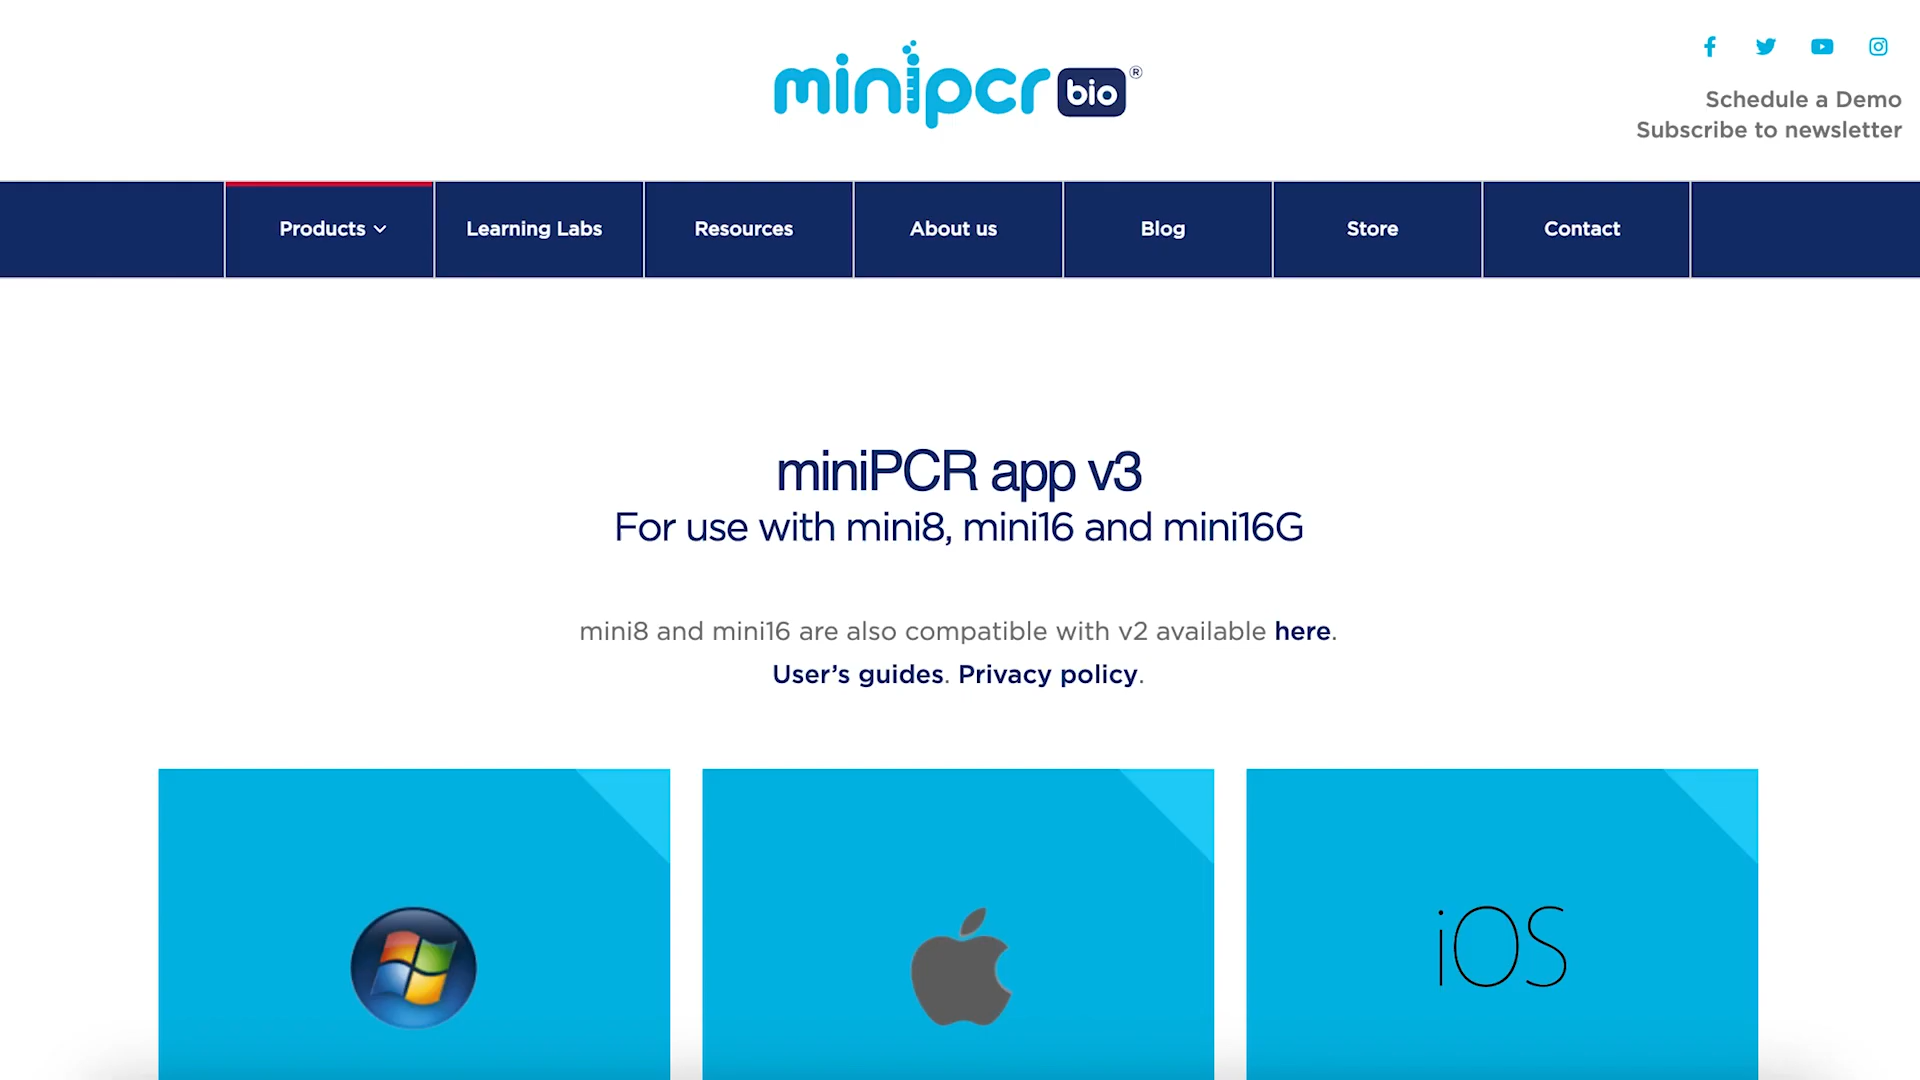 minipcr bio®
Schedule a Demo
Subscribe to newsletter
Products
Learning Labs
Resources
About us
Blog
Store
Contact
miniPCR app v3
For use with mini8, mini16 and mini16G
mini8 and mini16 are also compatible with v2 available here.
User’s guides. Privacy policy.
iOS